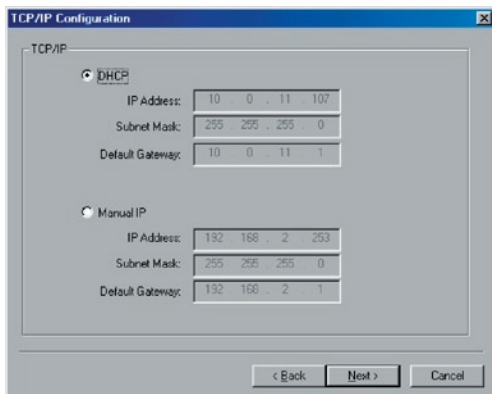 TCP/IP Configuration
TCP/IP
DHCP
IP Address: 10 . 0 . 11 . 107
Subnet Mask: 255 . 255 . 255 . 0
Default Gateway: 10 . 0 . 11 . 1
Manual IP
IP Address: 192 . 168 . 2 . 253
Subnet Mask: 255 . 255 . 255 . 0
Default Gateway: 192 . 168 . 2 . 1
< Back Next > Cancel